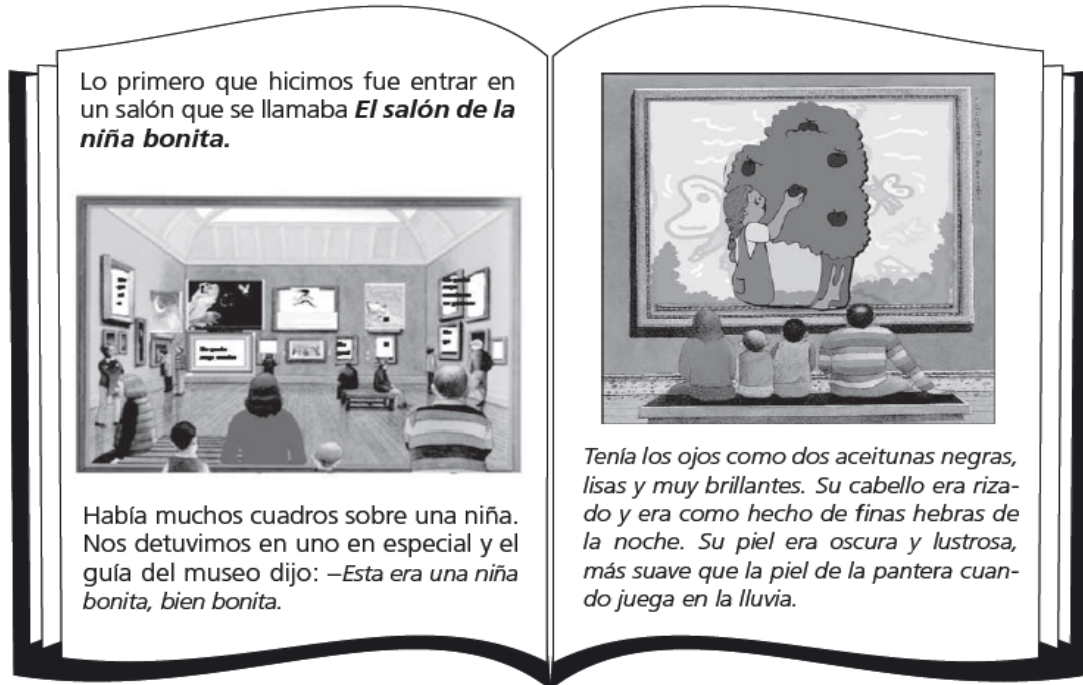 Lo primero que hicimos fue entrar en
un salón que se llamaba El salón de la
niña bonita.
Había muchos cuadros sobre una niña.
Nos detuvimos en uno en especial y el
guía del museo dijo: –Esta era una niña
bonita, bien bonita.
Tenía los ojos como dos aceitunas negras,
lisas y muy brillantes. Su cabello era riza-
do y era como hecho de finas hebras de
la noche. Su piel era oscura y lustrosa,
más suave que la piel de la pantera cuan-
do juega en la lluvia.